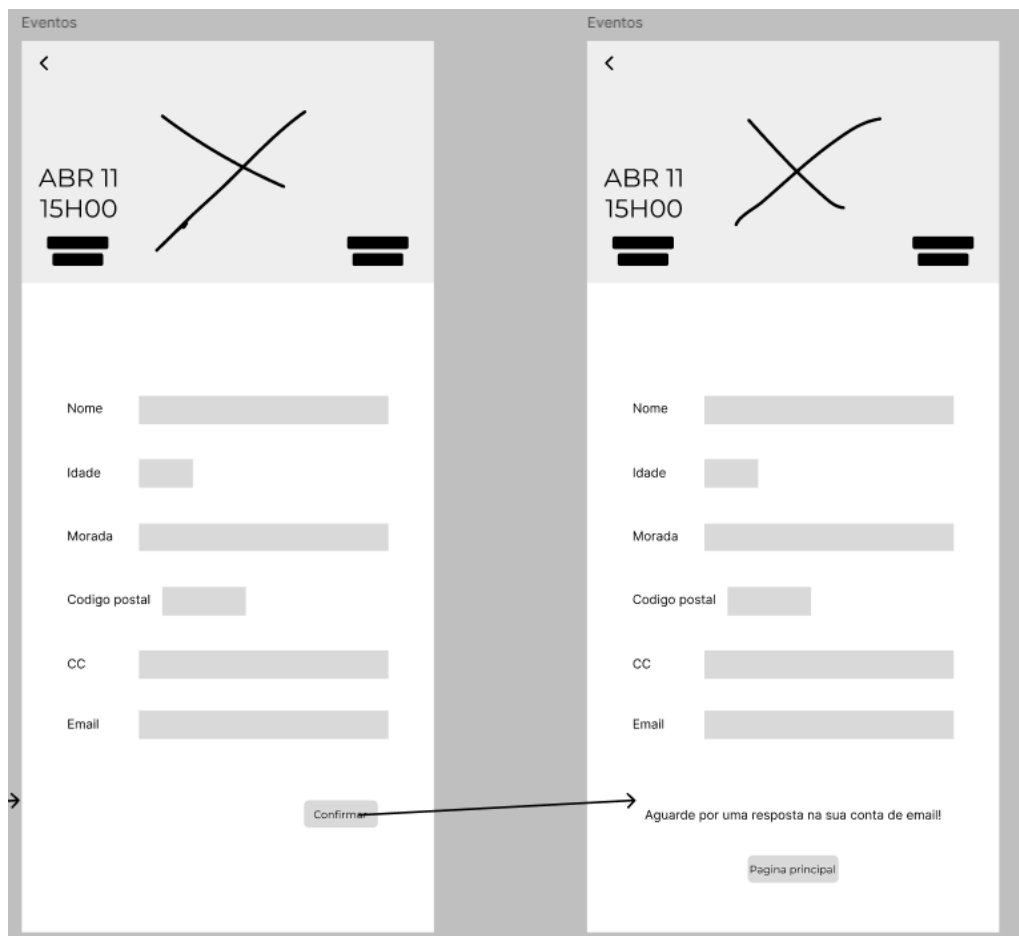 Eventos
ABR 11
15H00
Nome
Idade
Morada
Codigo postal
CC
Email
Confirmar
Eventos
ABR 11
15H00
Nome
Idade
Morada
Codigo postal
CC
Email
Aguarde por uma resposta na sua conta de email!
Pagina principal